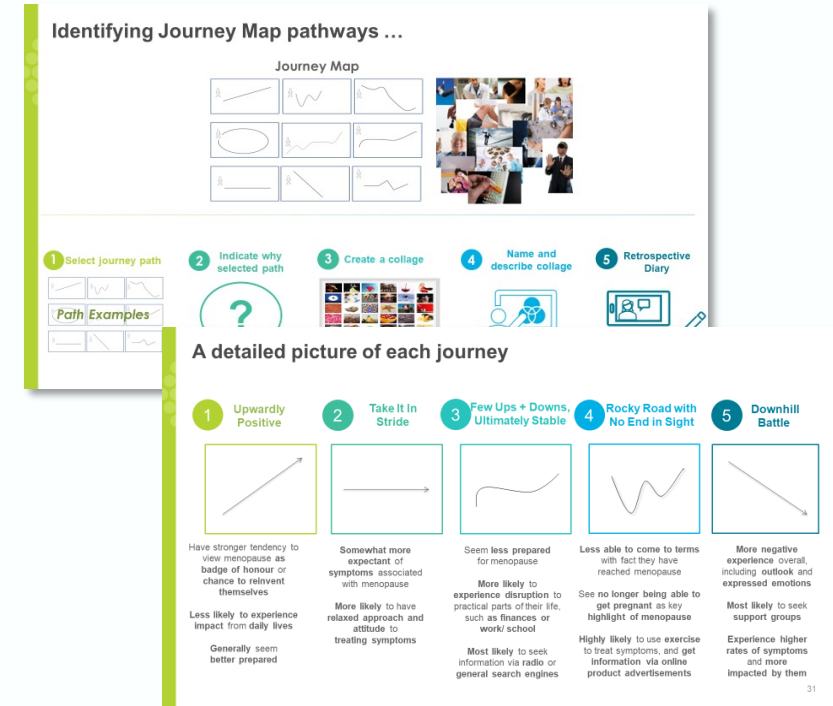 Identifying Journey Map pathways ...
Journey Map
1
Select journey path
Path Examples
2
Indicate why
selected path
?
3
Create a collage
4
Name and
describe collage
5
Retrospective
Diary
A detailed picture of each journey
1
Upwardly
Positive
Have stronger tendency to
view menopause as
badge of honour or
chance to reinvent
themselves
Less likely to experience
impact from daily lives
Generally seem
better prepared
2
Take It In
Stride
Somewhat more
expectant of
symptoms associated
with menopause
More likely to have
relaxed approach and
attitude to
treating symptoms
3
Few Ups + Downs,
Ultimately Stable
Seem less prepared
for menopause
More likely to
experience disruption to
practical parts of their life,
such as finances or
work/ school
Most likely to seek
information via radio or
general search engines
4
Rocky Road with
No End in Sight
Less able to come to terms
with fact they have
reached menopause
See no longer being able to
get pregnant as key
highlight of menopause
Highly likely to use exercise
to treat symptoms, and get
information via online
product advertisements
5
Downhill
Battle
More negative
experience overall,
including outlook and
expressed emotions
Most likely to seek
support groups
Experience higher
rates of symptoms
and more
impacted by them
31